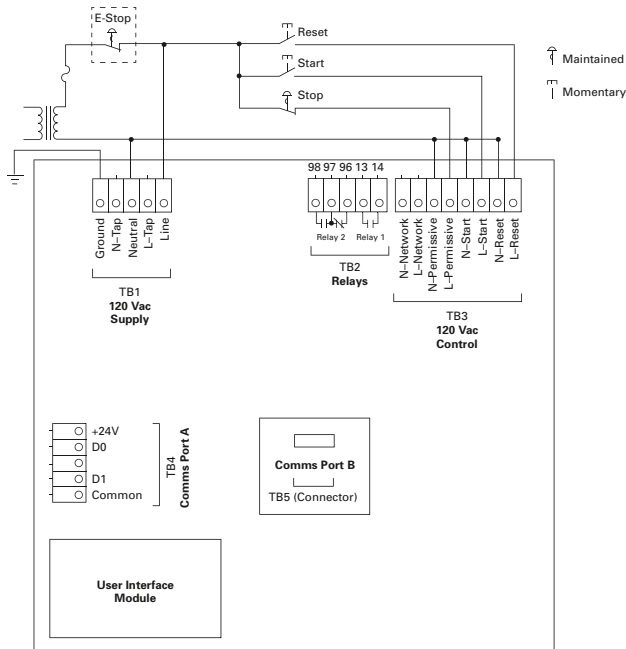 E-Stop
Reset
Start
Stop
Maintained
Momentary
98 97 96 13 14
Ground
N–Tap
Neutral
L–Tap
Line
Relay 2
Relay 1
N–Network
L–Network
N–Permissive
L–Permissive
N–Start
L–Start
N–Reset
L–Reset
TB1
120 Vac
Supply
TB2
Relays
TB3
120 Vac
Control
+24V
D0
D1
Common
TB4
Comms Port A
Comms Port B
TB5 (Connector)
User Interface
Module